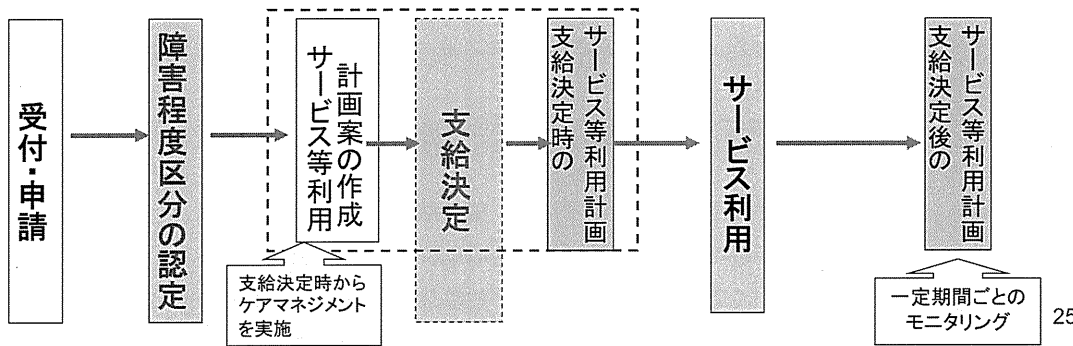 受付・申請
障害程度区分の認定
サービス等利用
計画案の作成
支給決定
支給決定時の
サービス等利用計画
サービス利用
支給決定後の
サービス等利用計画
支給決定時から
ケアマネジメント
を実施
一定期間ごとの
モニタリング
25